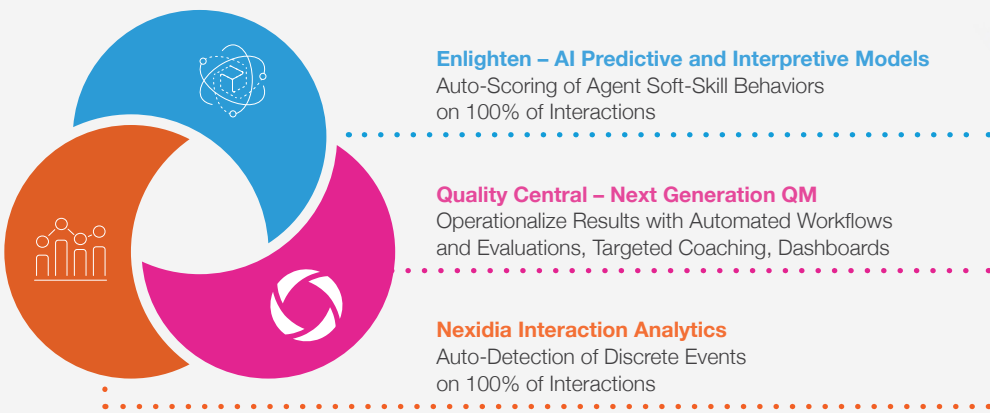 Enlighten – AI Predictive and Interpretive Models
Auto-Scoring of Agent Soft-Skill Behaviors
on 100% of Interactions
Quality Central – Next Generation QM
Operationalize Results with Automated Workflows
and Evaluations, Targeted Coaching, Dashboards
Nexidia Interaction Analytics
Auto-Detection of Discrete Events
on 100% of Interactions